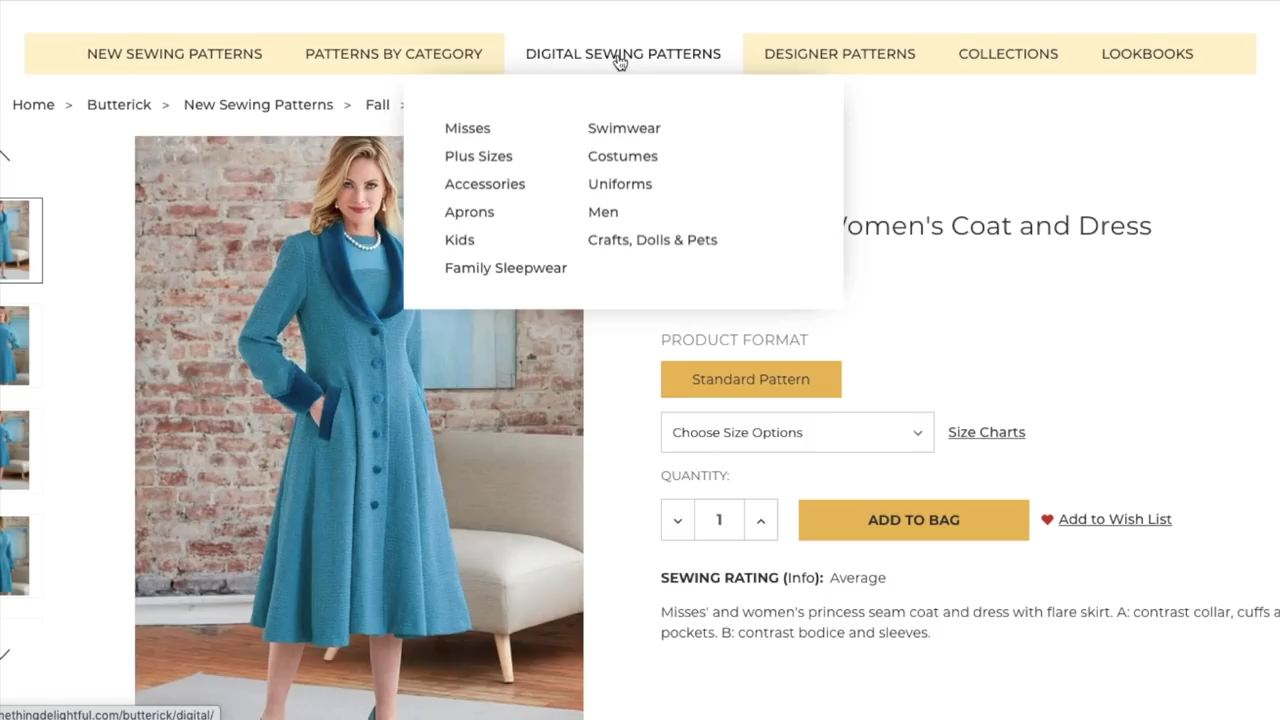 NEW SEWING PATTERNS PATTERNS BY CATEGORY DIGITAL SEWING PATTERNS DESIGNER PATTERNS COLLECTIONS LOOKBOOKS
Home > Butterick > New Sewing Patterns > Fall >
Misses
Plus Sizes
Accessories
Aprons
Kids
Family Sleepwear
Swimwear
Costumes
Uniforms
Men
Crafts, Dolls & Pets
Women's Coat and Dress
PRODUCT FORMAT
Standard Pattern
Choose Size Options
Size Charts
QUANTITY:
1
ADD TO BAG
Add to Wish List
SEWING RATING (Info): Average
Misses' and women's princess seam coat and dress with flare skirt. A: contrast collar, cuffs a
pockets. B: contrast bodice and sleeves.
nethingdelightful.com/butterick/digital/